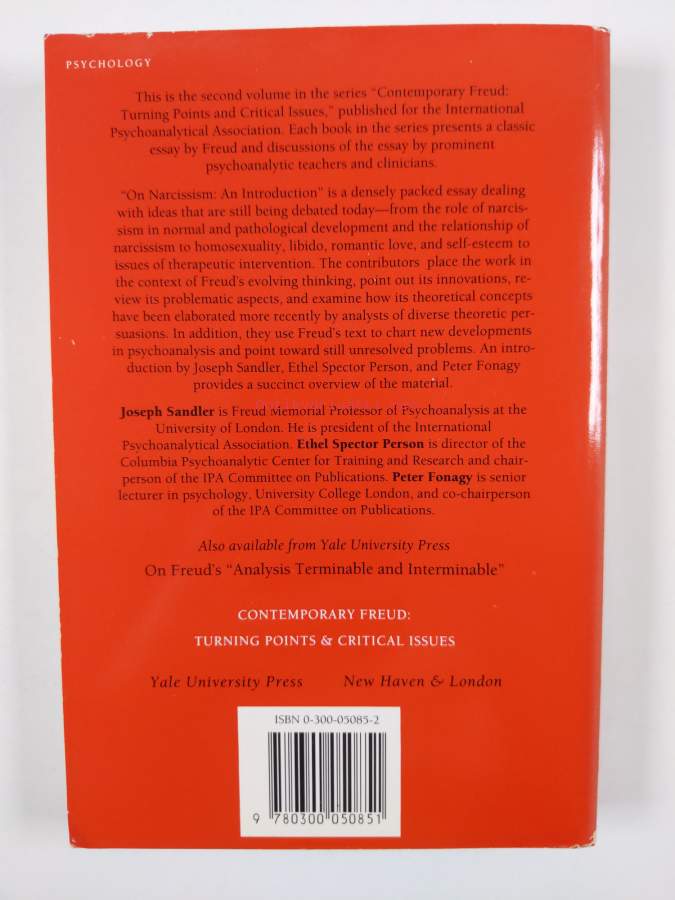 PSYCHOLOGY
This is the second volume in the series “Contemporary Freud:
Turning Points and Critical Issues,” published for the International
Psychoanalytical Association. Each book in the series presents a classic
essay by Freud and discussions of the essay by prominent
psychoanalytic teachers and clinicians.
“On Narcissism: An Introduction” is a densely packed essay dealing
with ideas that are still being debated today—from the role of narcis-
sism in normal and pathological development and the relationship of
narcissism to homosexuality, libido, romantic love, and self-esteem to
issues of therapeutic intervention. The contributors place the work in
the context of Freud’s evolving thinking, point out its innovations, re-
view its problematic aspects, and examine how its theoretical concepts
have been elaborated more recently by analysts of diverse theoretic per-
suasions. In addition, they use Freud’s text to chart new developments
in psychoanalysis and point toward still unresolved problems. An intro-
duction by Joseph Sandler, Ethel Spector Person, and Peter Fonagy
provides a succinct overview of the material.
Joseph Sandler is Freud Memorial Professor of Psychoanalysis at the
University of London. He is president of the International
Psychoanalytical Association. Ethel Spector Person is director of the
Columbia Psychoanalytic Center for Training and Research and chair-
person of the IPA Committee on Publications. Peter Fonagy is senior
lecturer in psychology, University College London, and co-chairperson
of the IPA Committee on Publications.
Also available from Yale University Press
On Freud’s “Analysis Terminable and Interminable”
CONTEMPORARY FREUD:
TURNING POINTS & CRITICAL ISSUES
Yale University Press New Haven & London
ISBN 0-300-05085-2
9 780300 050851